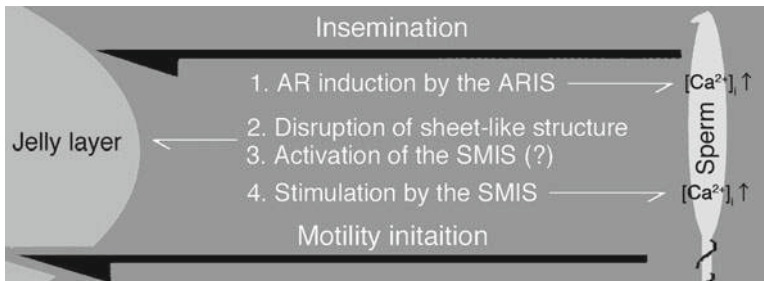 Insemination
1. AR induction by the ARIS
[Ca²⁺]ᵢ ↑
2. Disruption of sheet-like structure
Jelly layer
3. Activation of the SMIS (?)
Sperm
4. Stimulation by the SMIS
[Ca²⁺]ᵢ ↑
Motility initaition